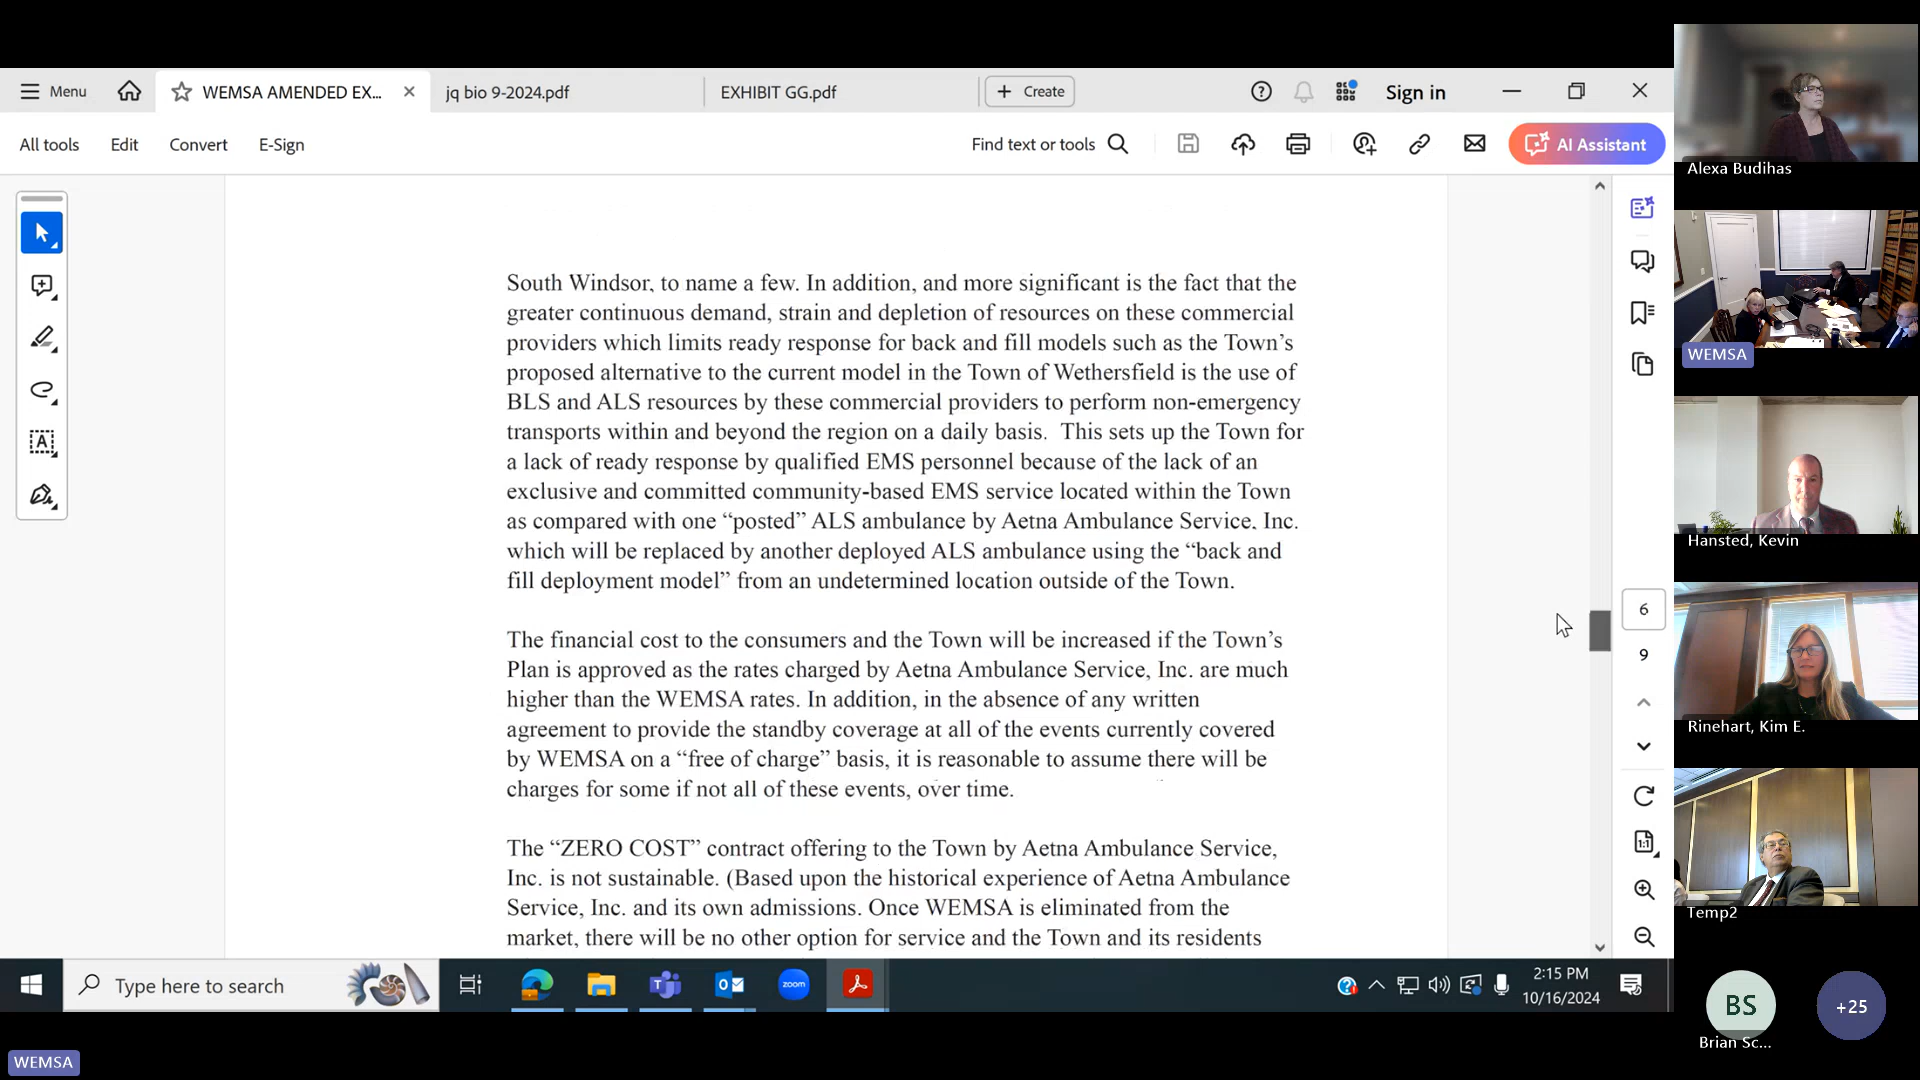 Menu
WEMSA AMENDED EX...
jq bio 9-2024.pdf
EXHIBIT GG.pdf
Create
Sign in
All tools
Edit
Convert
E-Sign
Find text or tools
AI Assistant
South Windsor, to name a few. In addition, and more significant is the fact that the
greater continuous demand, strain and depletion of resources on these commercial
providers which limits ready response for back and fill models such as the Town’s
proposed alternative to the current model in the Town of Wethersfield is the use of
BLS and ALS resources by these commercial providers to perform non-emergency
transports within and beyond the region on a daily basis. This sets up the Town for
a lack of ready response by qualified EMS personnel because of the lack of an
exclusive and committed community-based EMS service located within the Town
as compared with one “posted” ALS ambulance by Aetna Ambulance Service, Inc.
which will be replaced by another deployed ALS ambulance using the “back and
fill deployment model” from an undetermined location outside of the Town.
The financial cost to the consumers and the Town will be increased if the Town’s
Plan is approved as the rates charged by Aetna Ambulance Service, Inc. are much
higher than the WEMSA rates. In addition, in the absence of any written
agreement to provide the standby coverage at all of the events currently covered
by WEMSA on a “free of charge” basis, it is reasonable to assume there will be
charges for some if not all of these events, over time.
The “ZERO COST” contract offering to the Town by Aetna Ambulance Service,
Inc. is not sustainable. (Based upon the historical experience of Aetna Ambulance
Service, Inc. and its own admissions. Once WEMSA is eliminated from the
market, there will be no other option for service and the Town and its residents
6
9
1:1
Type here to search
zoom
2:15 PM
10/16/2024
WEMSA
Alexa Budihas
WEMSA
Hansted, Kevin
Rinehart, Kim E.
Temp2
BS
Brian Sc...
+25